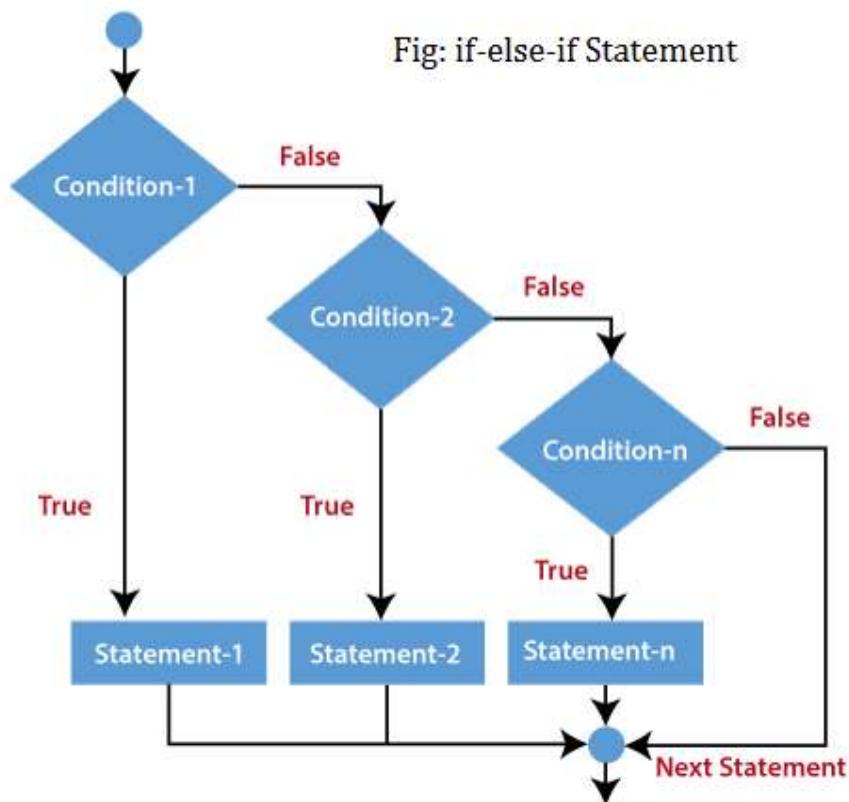 Fig: if-else-if Statement
Condition-1
False
Condition-2
False
Condition-n
False
True
True
True
Statement-1
Statement-2
Statement-n
Next Statement